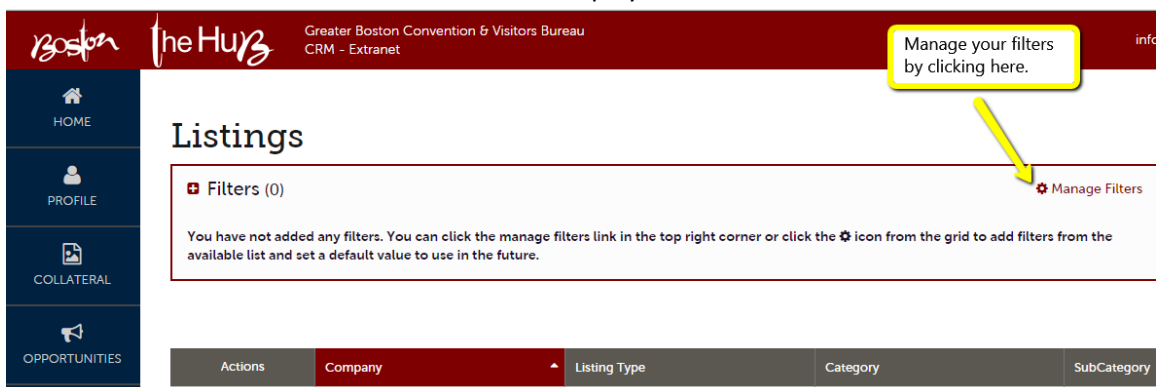 Boston
the Hub
Greater Boston Convention & Visitors Bureau
CRM - Extranet
Manage your filters
by clicking here.
HOME
PROFILE
COLLATERAL
OPPORTUNITIES
Listings
Filters (0)
Manage Filters
You have not added any filters. You can click the manage filters link in the top right corner or click the icon from the grid to add filters from the
available list and set a default value to use in the future.
Actions Company Listing Type Category SubCategory